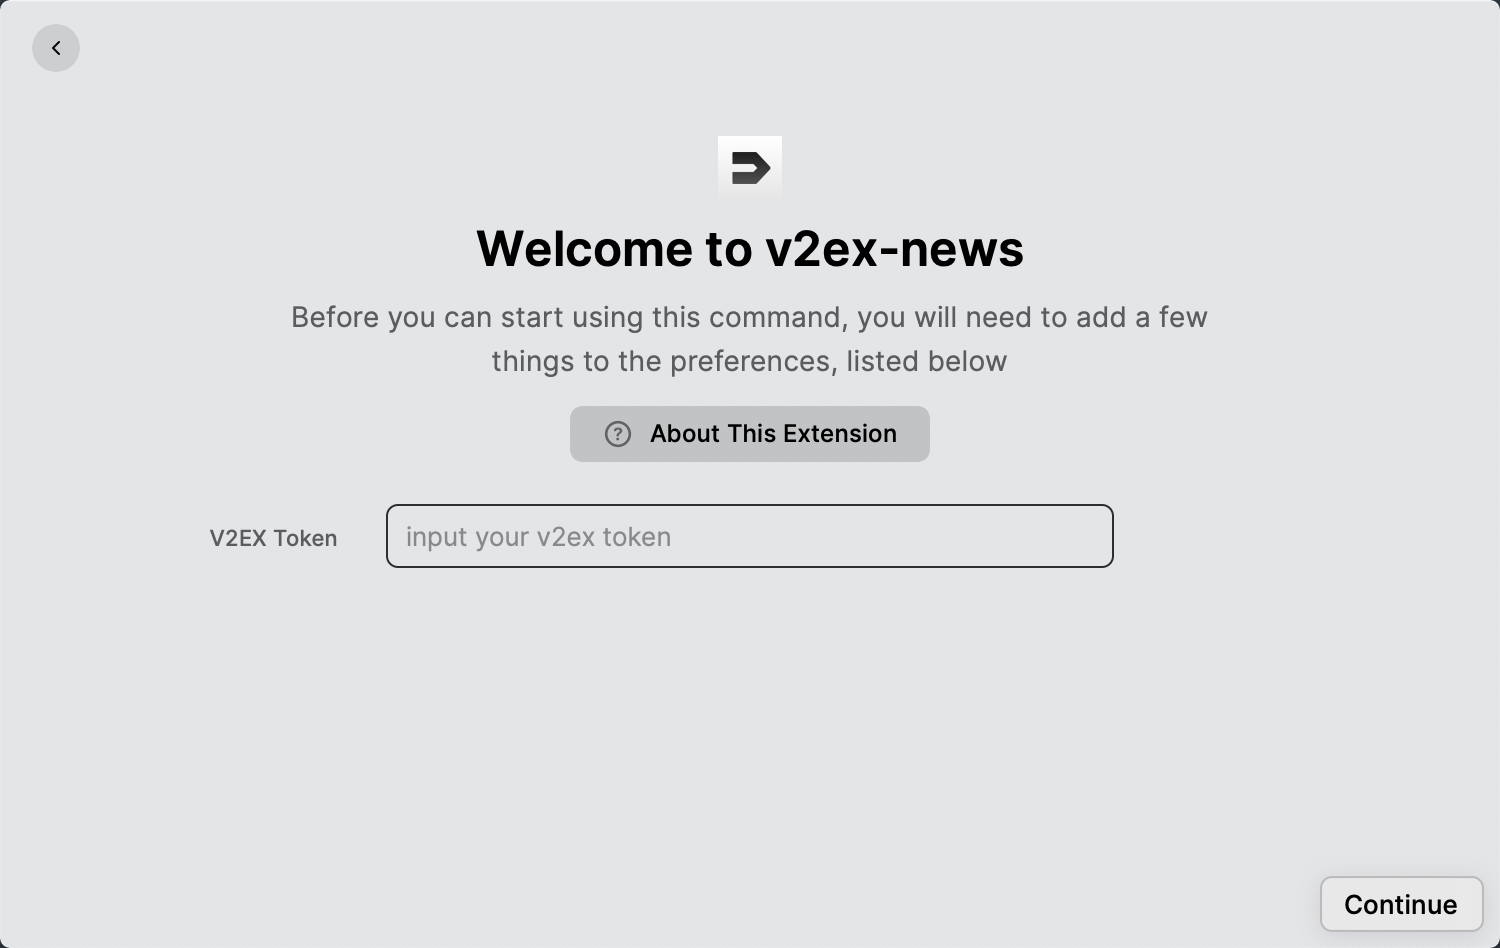 Welcome to v2ex-news
Before you can start using this command, you will need to add a few
things to the preferences, listed below
About This Extension
V2EX Token
input your v2ex token
Continue